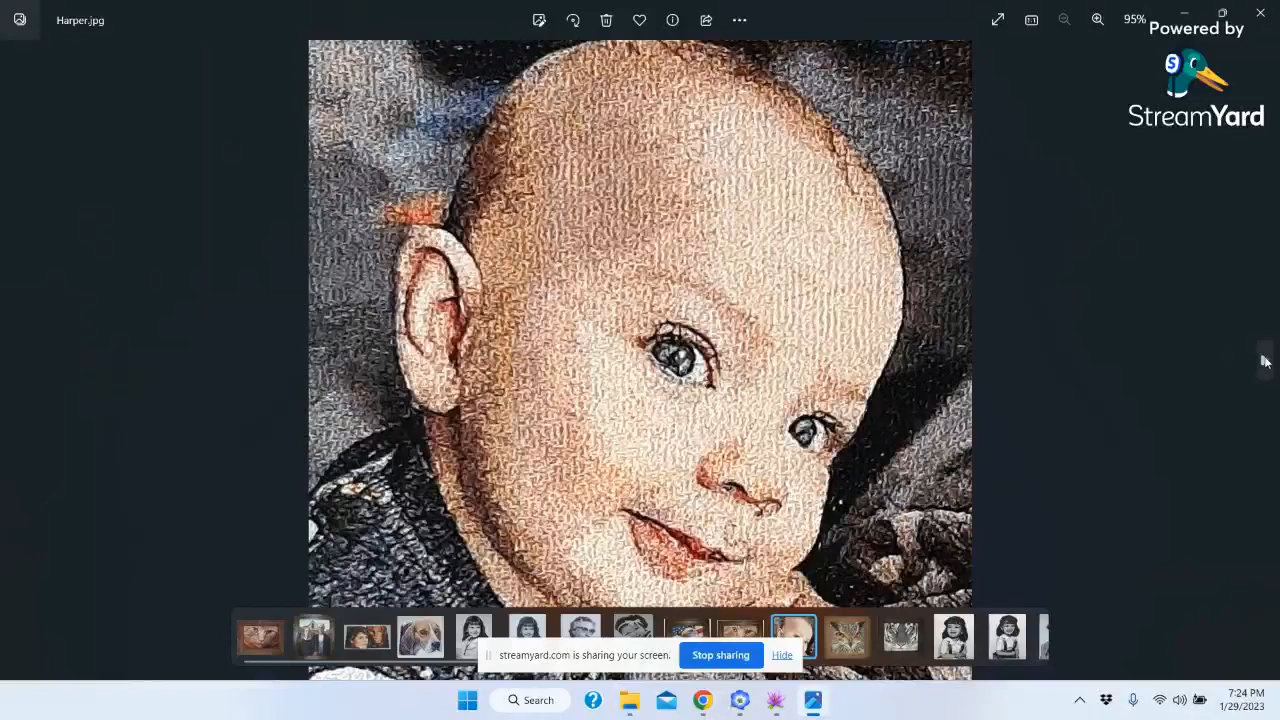 Harper.jpg
95%
Powered by
S
StreamYard
streamyard.com is sharing your screen.
Stop sharing
Hide
Search
7:24 PM
1/29/2023